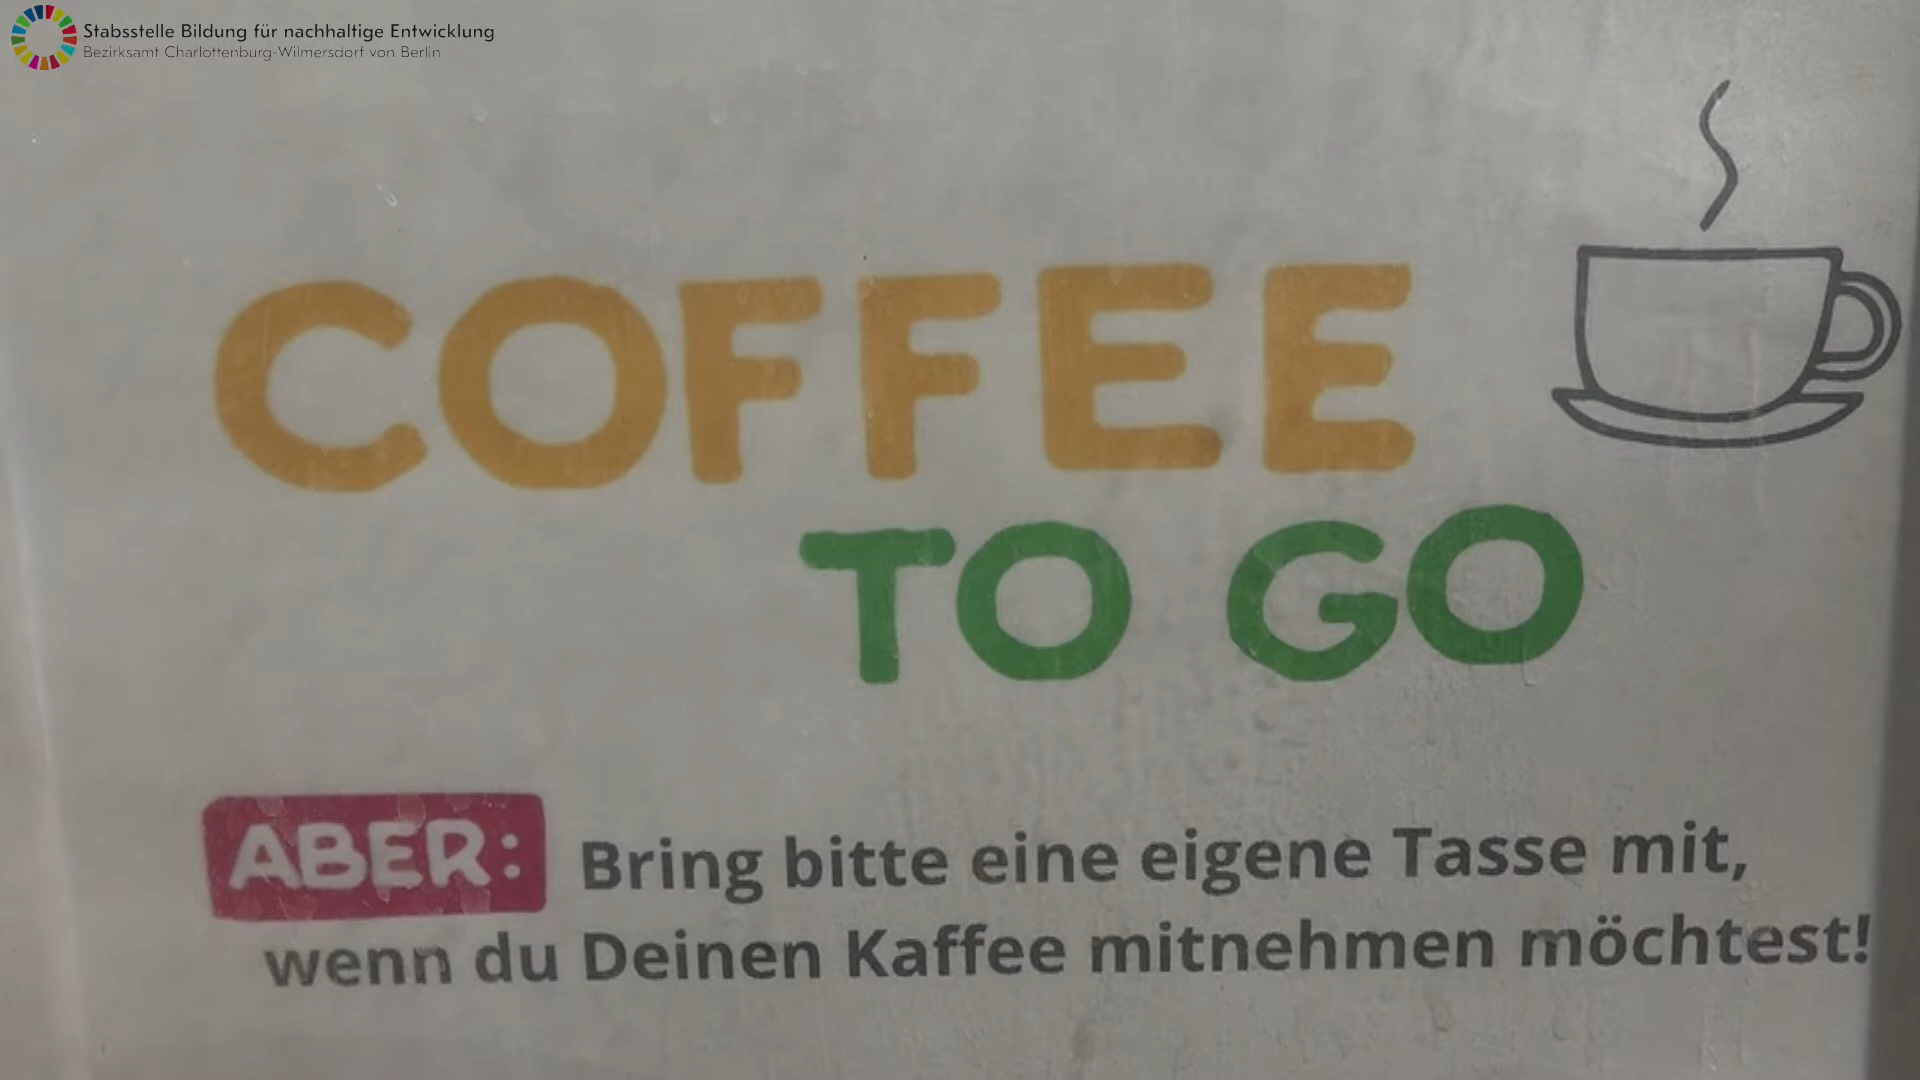 Stabsstelle Bildung für nachhaltige Entwicklung
Bezirksamt Charlottenburg-Wilmersdorf von Berlin
COFFEE
TO GO
ABER: Bring bitte eine eigene Tasse mit,
wenn du Deinen Kaffee mitnehmen möchtest!